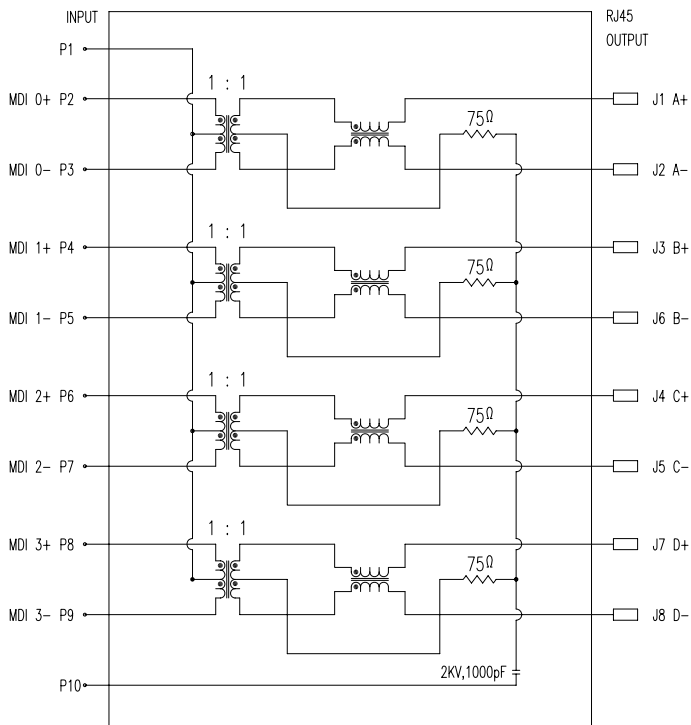 INPUT
RJ45
OUTPUT
P1
1 : 1
MDI 0+ P2
75Ω
J1 A+
MDI 0- P3
J2 A-
1 : 1
MDI 1+ P4
75Ω
J3 B+
MDI 1- P5
J6 B-
1 : 1
MDI 2+ P6
75Ω
J4 C+
MDI 2- P7
J5 C-
1 : 1
MDI 3+ P8
75Ω
J7 D+
MDI 3- P9
J8 D-
2KV,1000pF
P10